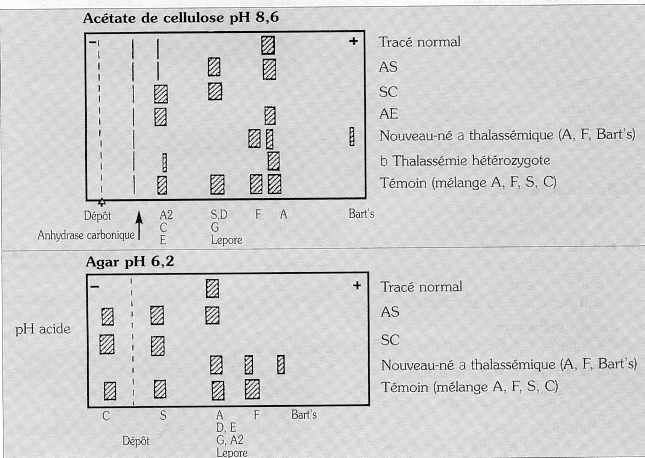 Acétate de cellulose pH 8,6
- +
Tracé normal
AS
SC
AE
Nouveau-né a thalassémique (A, F, Bart's)
b Thalassémie hétérozygote
Témoin (mélange A, F, S, C)
Dépôt A2 S,D F A Bart's
Anhydrase carbonique C G
E Lepore
Agar pH 6,2
- +
Tracé normal
AS
pH acide
SC
Nouveau-né a thalassémique (A, F, Bart's)
Témoin (mélange A, F, S, C)
C S A F Bart's
D, E
Dépôt G, A2
Lepore